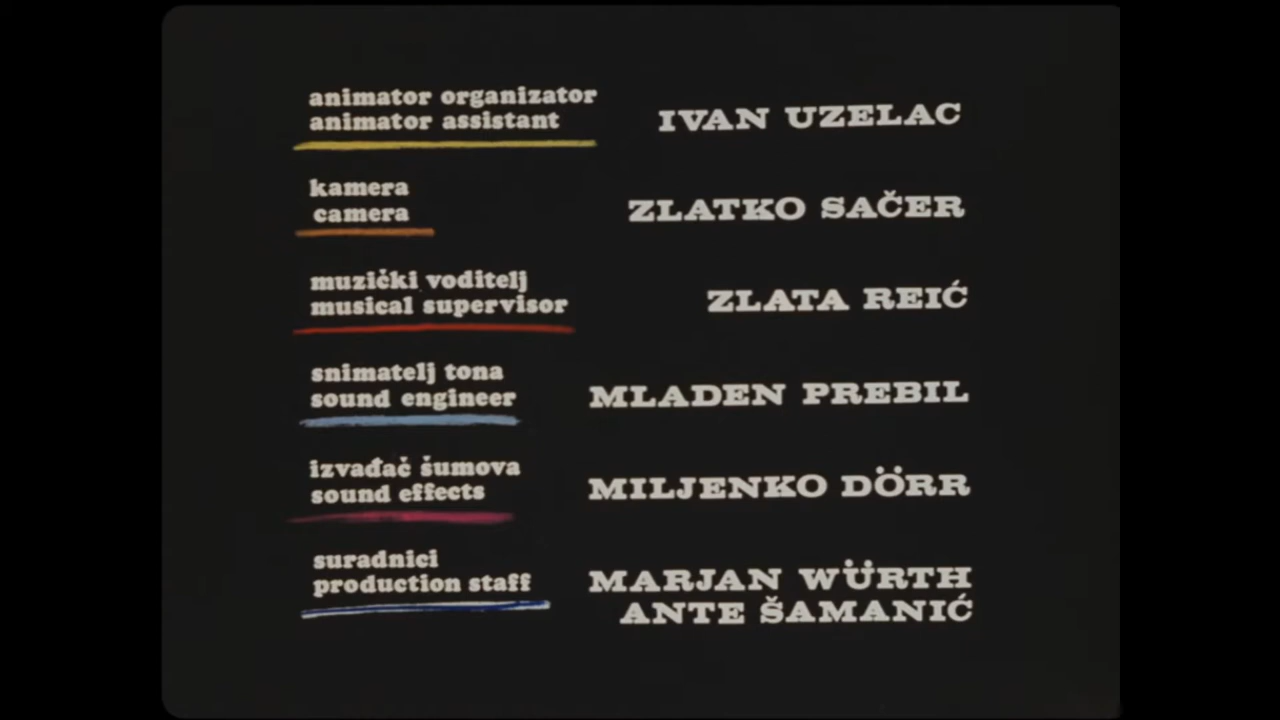 animator organizator
animator assistant
IVAN UZELAC
kamera
camera
ZLATKO SAČER
muzički voditelj
musical supervisor
ZLATA REIĆ
snimatelj tona
sound engineer
MLADEN PREBIL
izvađač šumova
sound effects
MILJENKO DÖRR
suradnici
production staff
MARJAN WÜRTH
ANTE ŠAMANIĆ